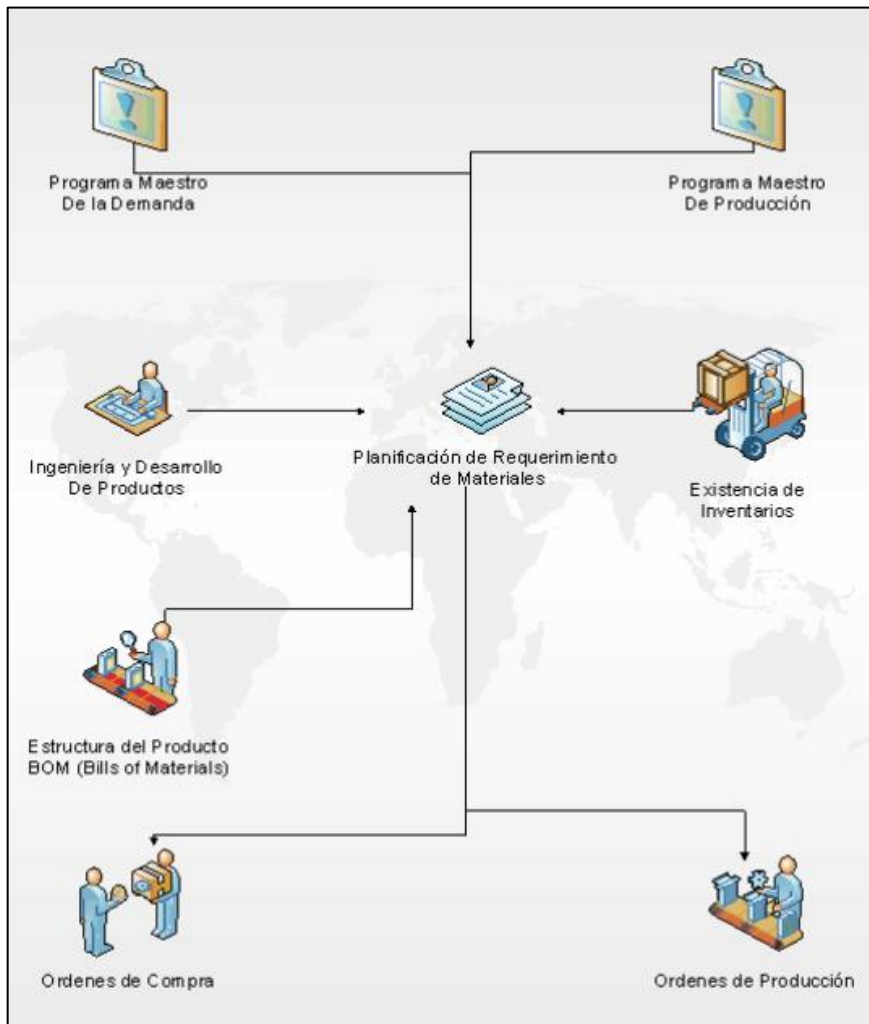 Programa Maestro
De la Demanda
Programa Maestro
De Producción
Ingeniería y Desarrollo
De Productos
Planificación de Requerimiento
de Materiales
Existencia de
Inventarios
Estructura del Producto
BOM (Bills of Materials)
Ordenes de Compra
Ordenes de Producción